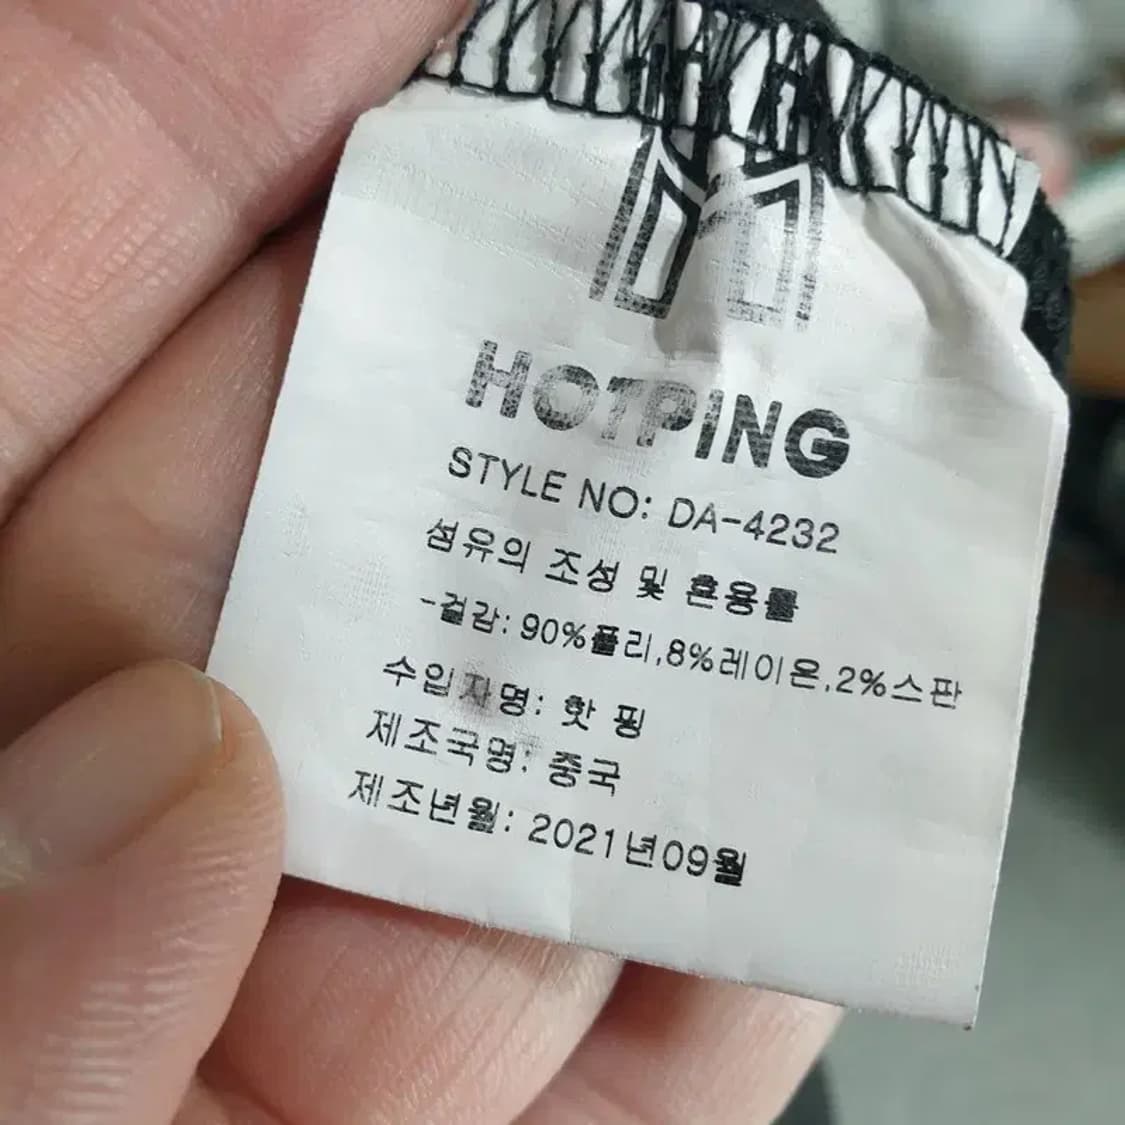 HOTPING
STYLE NO: DA-4232
섬유의 조성 및 혼용률
-겉감: 90%폴리,8%레이온,2%스판
수입자명: 핫 핑
제조국명: 중국
제조년월: 2021년09월